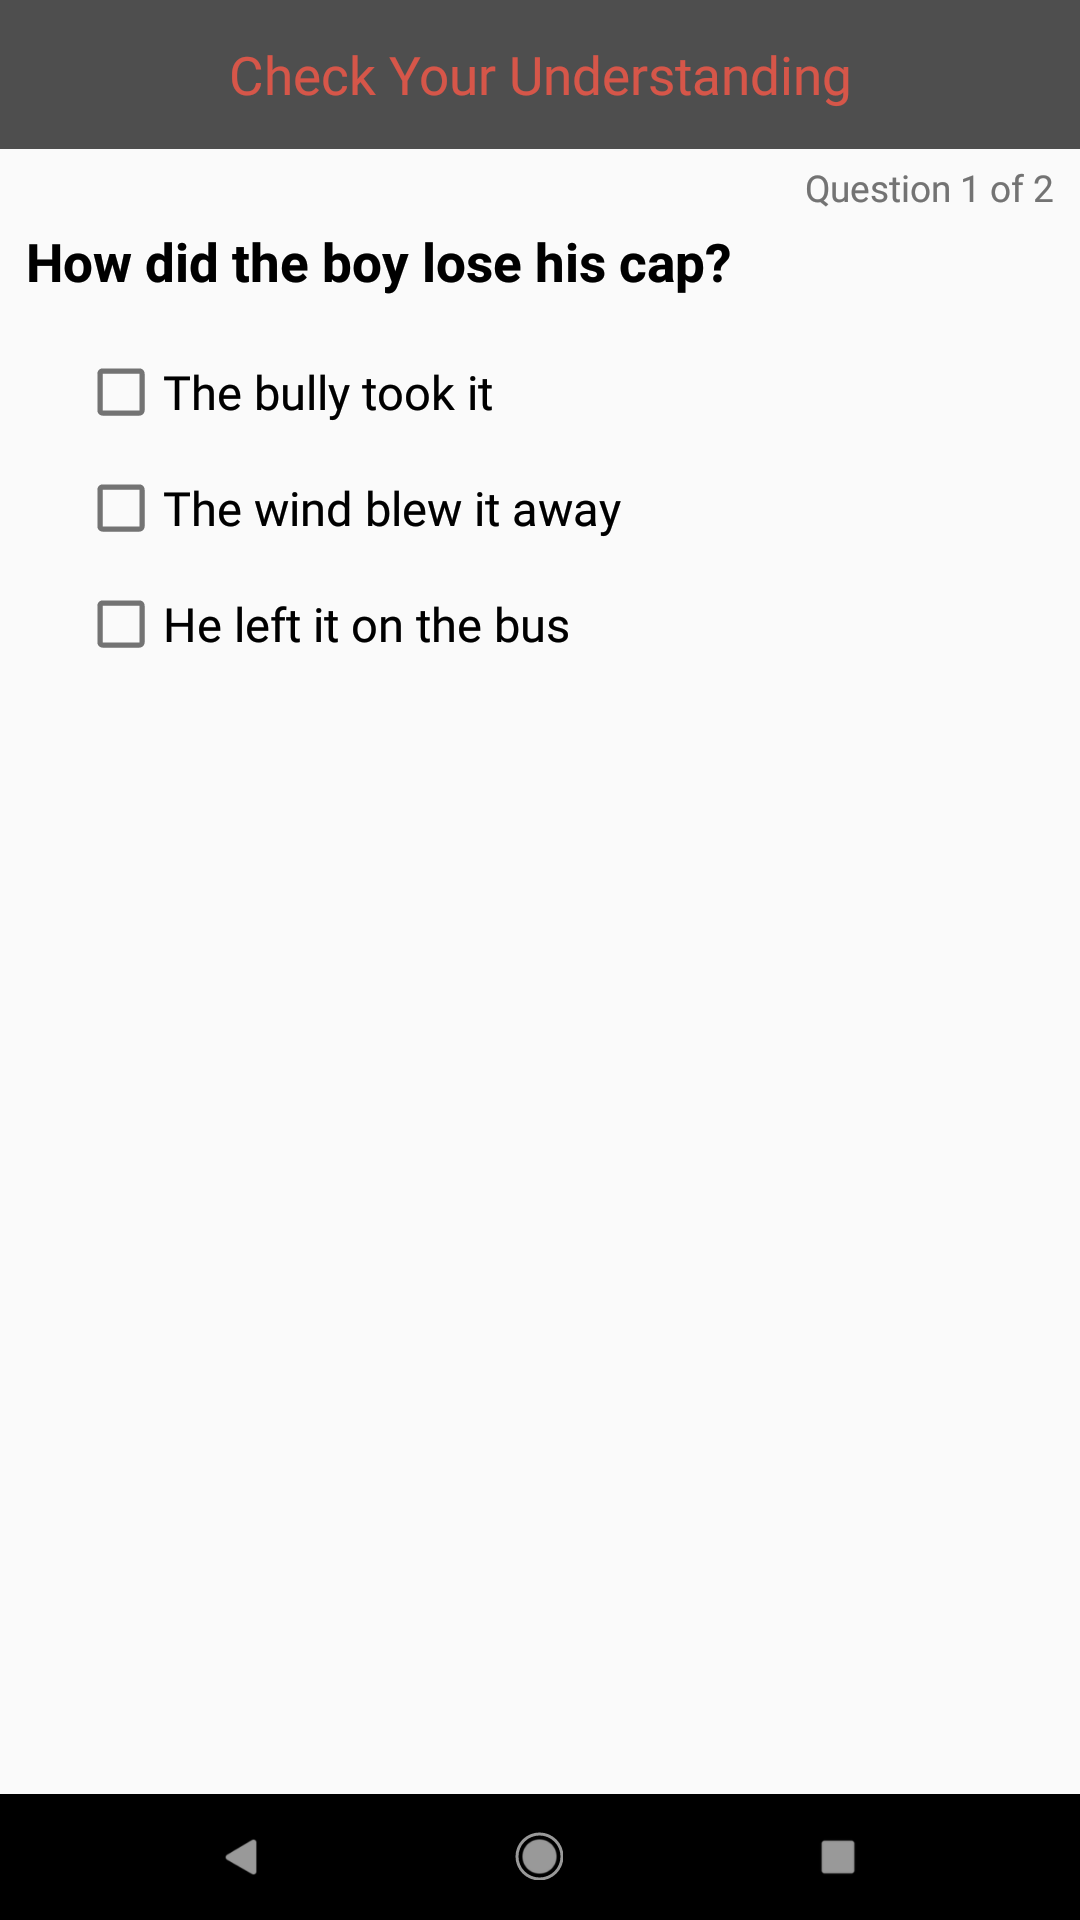 Check Your Understanding
Question 1 of 2
How did the boy lose his cap?
The bully took it
The wind blew it away
He left it on the bus